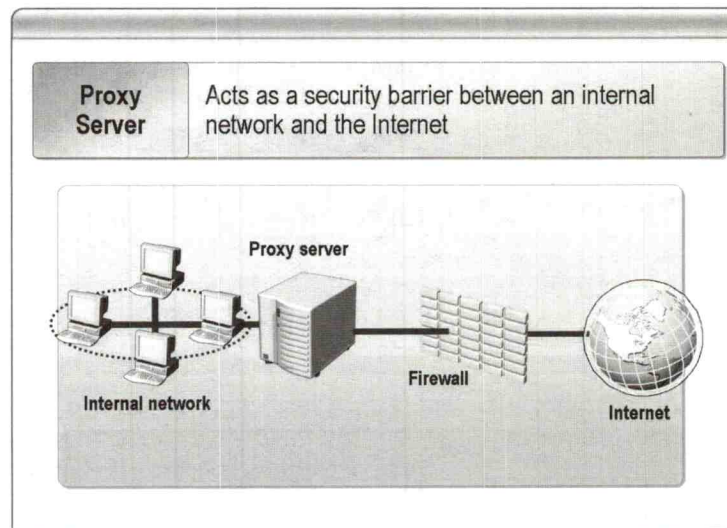 Proxy
Server
Acts as a security barrier between an internal
network and the Internet
Proxy server
Internal network
Firewall
Internet